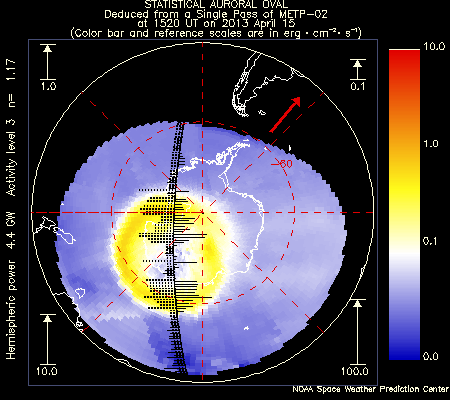 STATISTICAL AURORAL OVAL
Deduced from a Single Pass of METP-02
at 1520 UT on 2013 April 15
(Color bar and reference scales are in erg·cm⁻²·s⁻¹)
1.0
0.1
10.0
1.0
0.1
0.0
-60
Hemispheric power 4.4 GW Activity level 3 n= 1.17
10.0
100.0
NOAA Space Weather Prediction Center